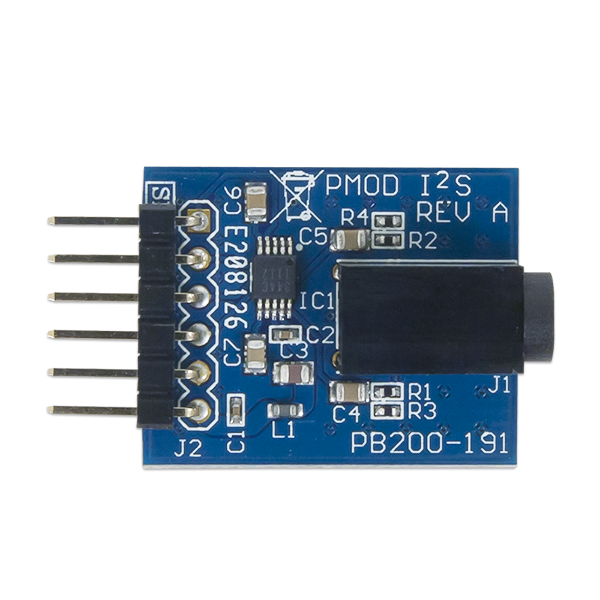 PMOD I²S
REV A
C6
R4
R2
C5
E208126
IC1
C2
C3
C7
J1
R1
R3
C4
C1
L1
J2
PB200-191